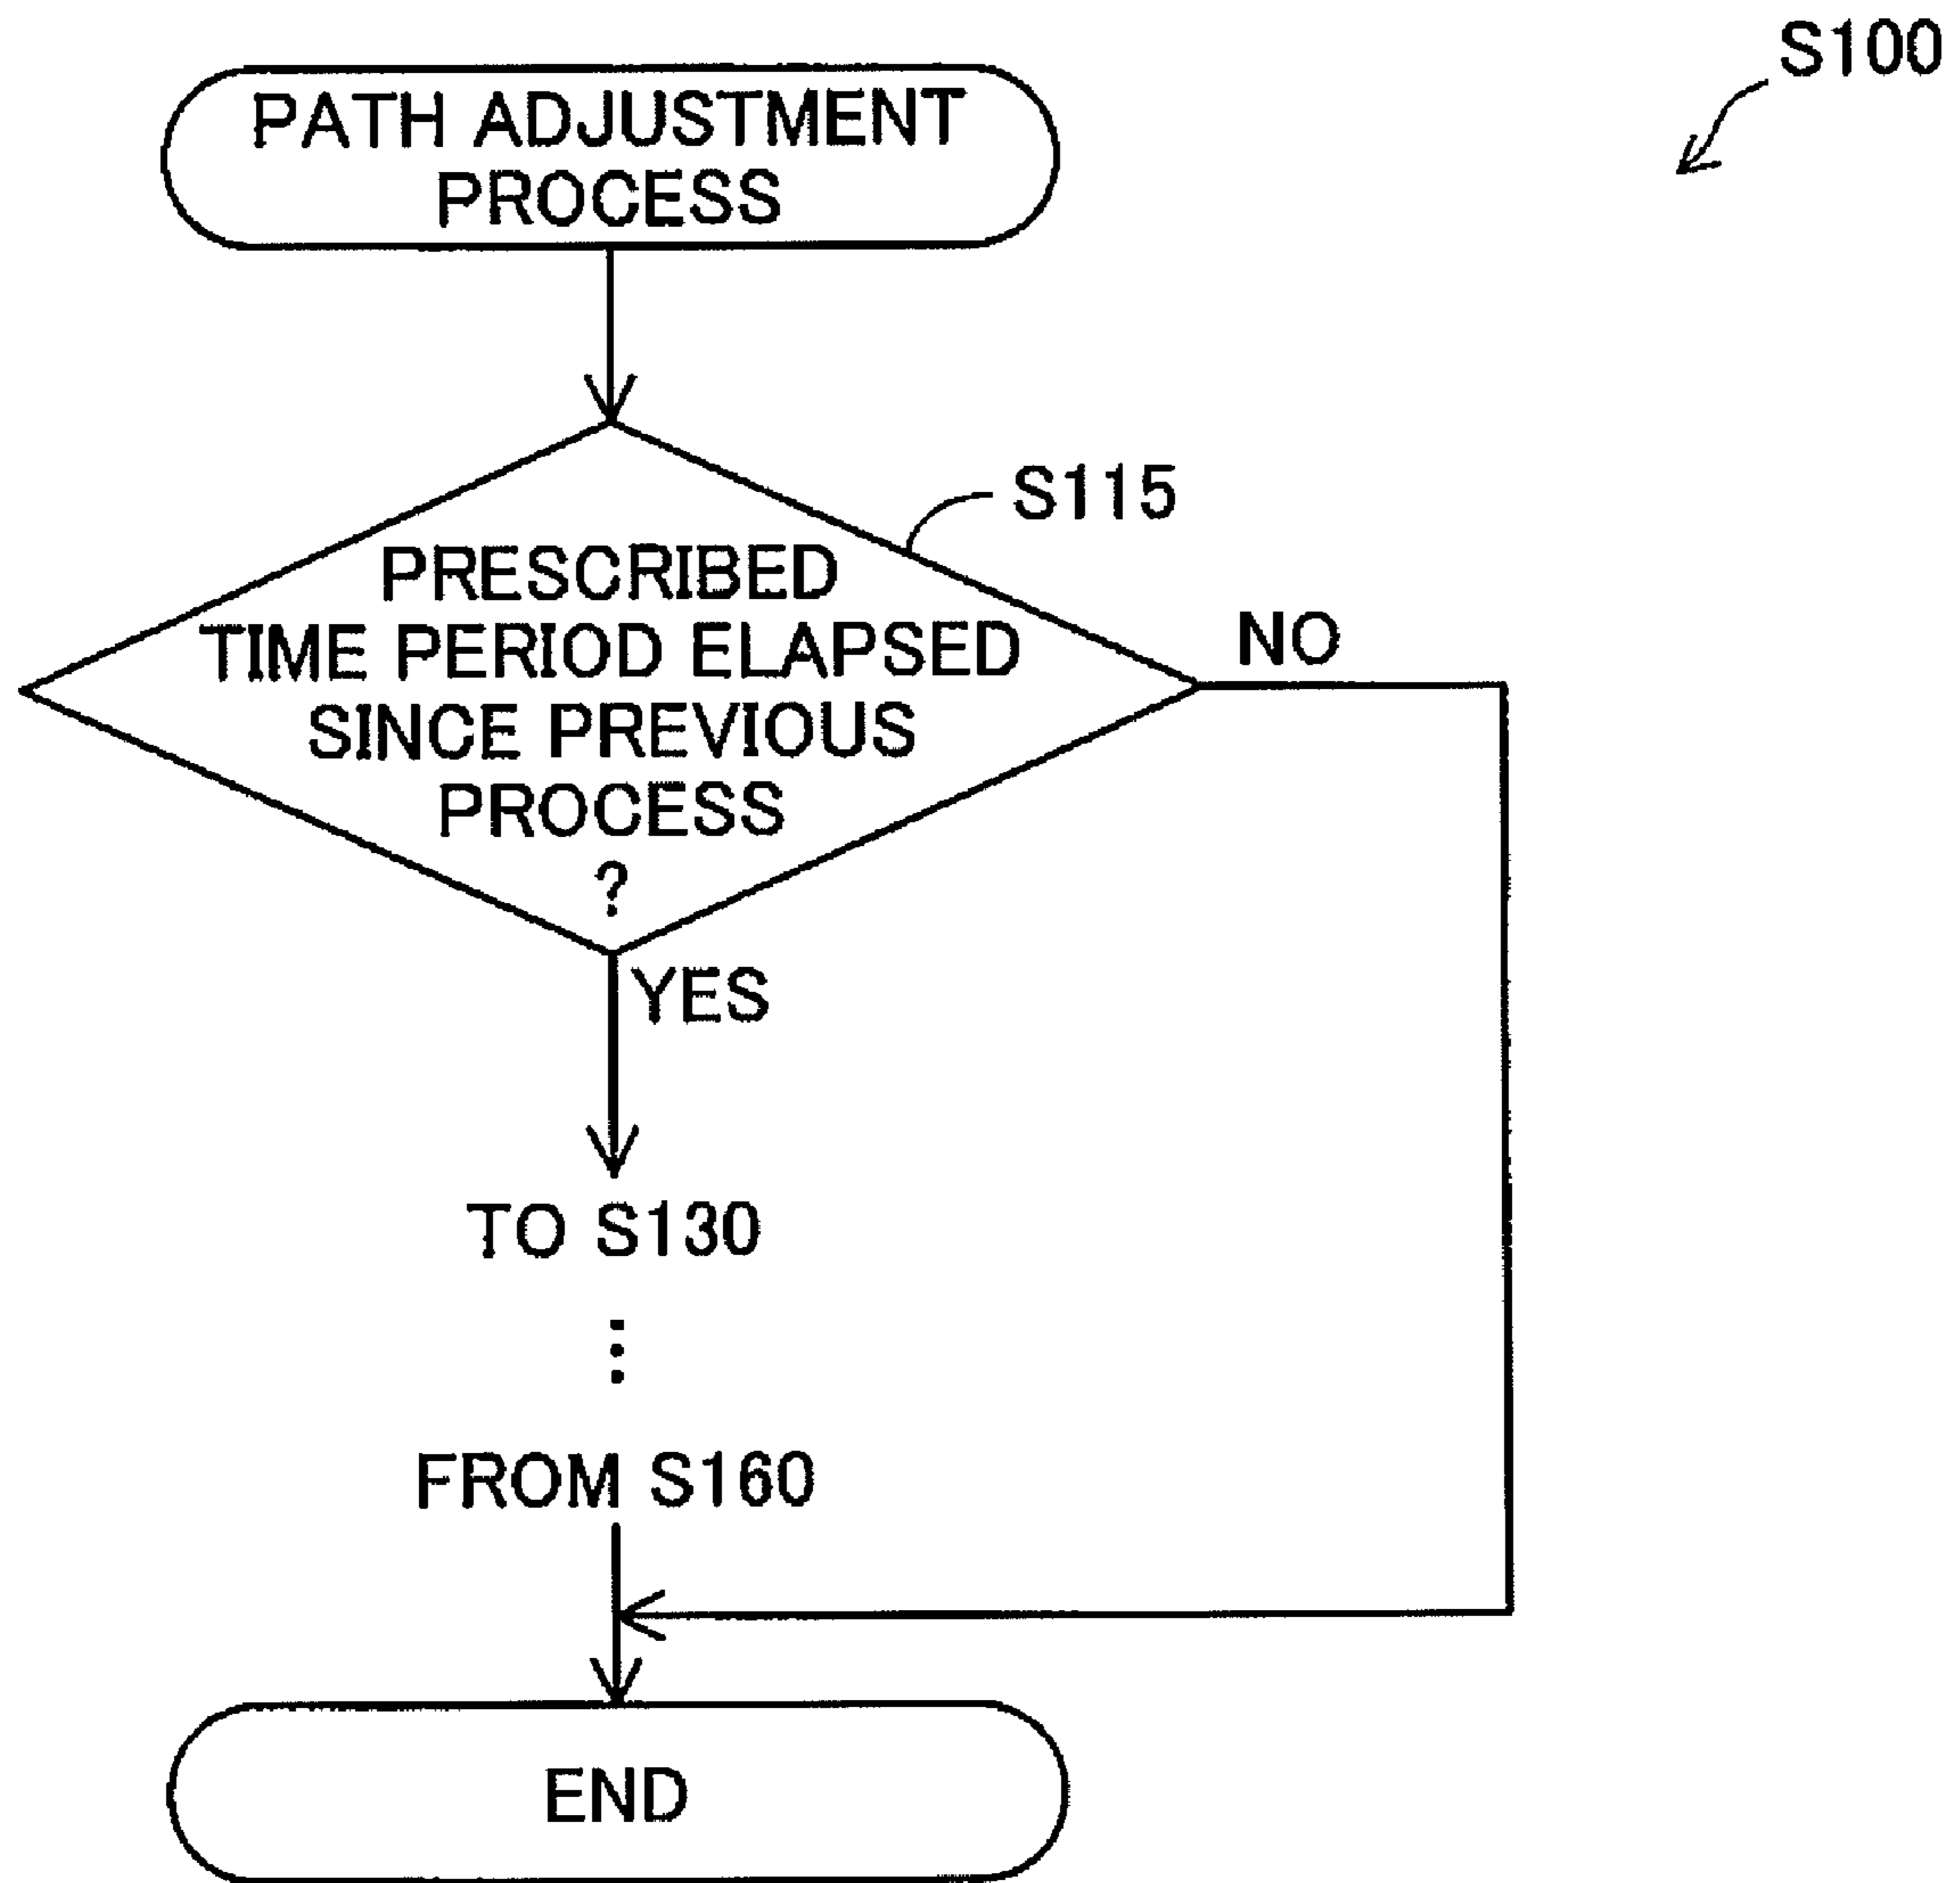 S100
PATH ADJUSTMENT
PROCESS
S115
PRESCRIBED
TIME PERIOD ELAPSED
SINCE PREVIOUS
PROCESS
?
NO
YES
TO S130
FROM S160
END